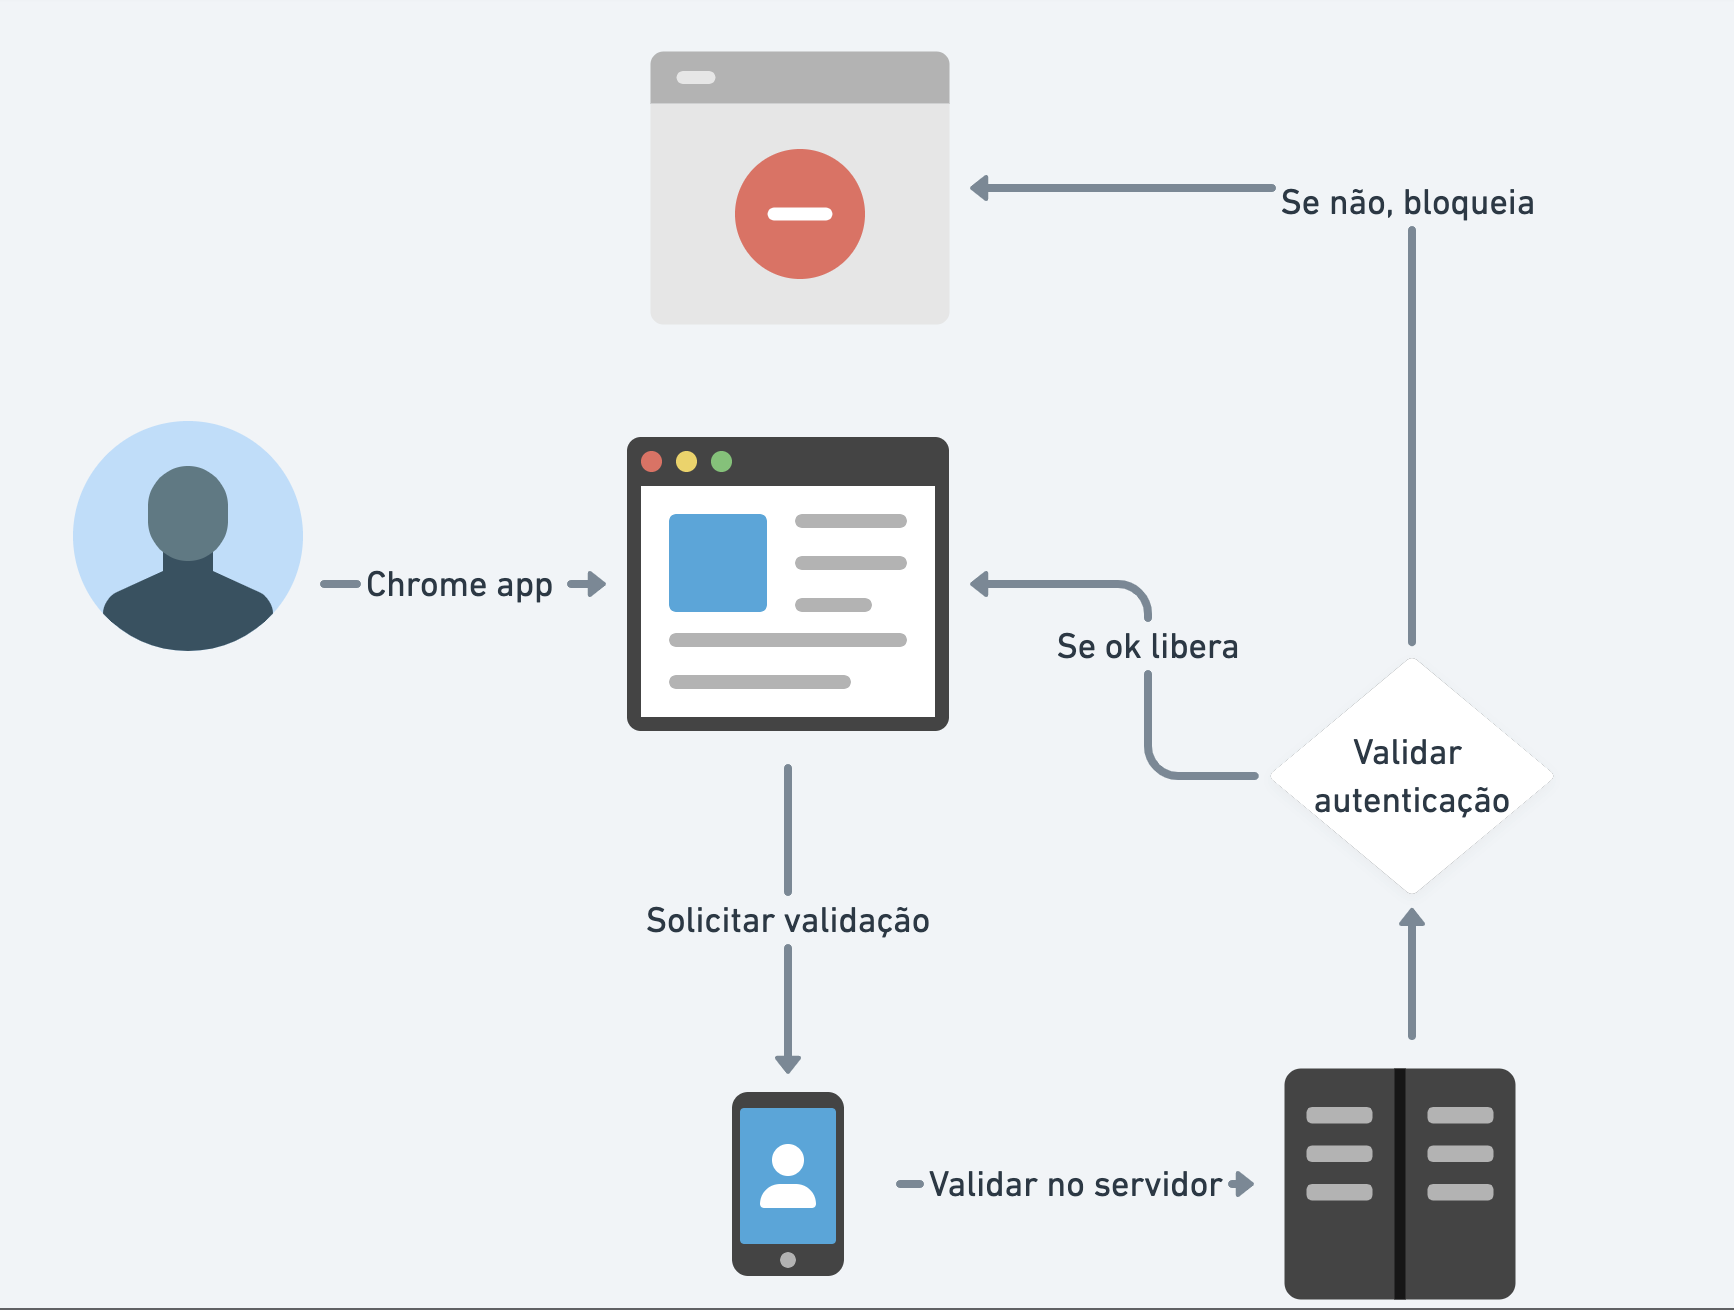 Se não, bloqueia
Chrome app
Se ok libera
Validar
autenticação
Solicitar validação
Validar no servidor